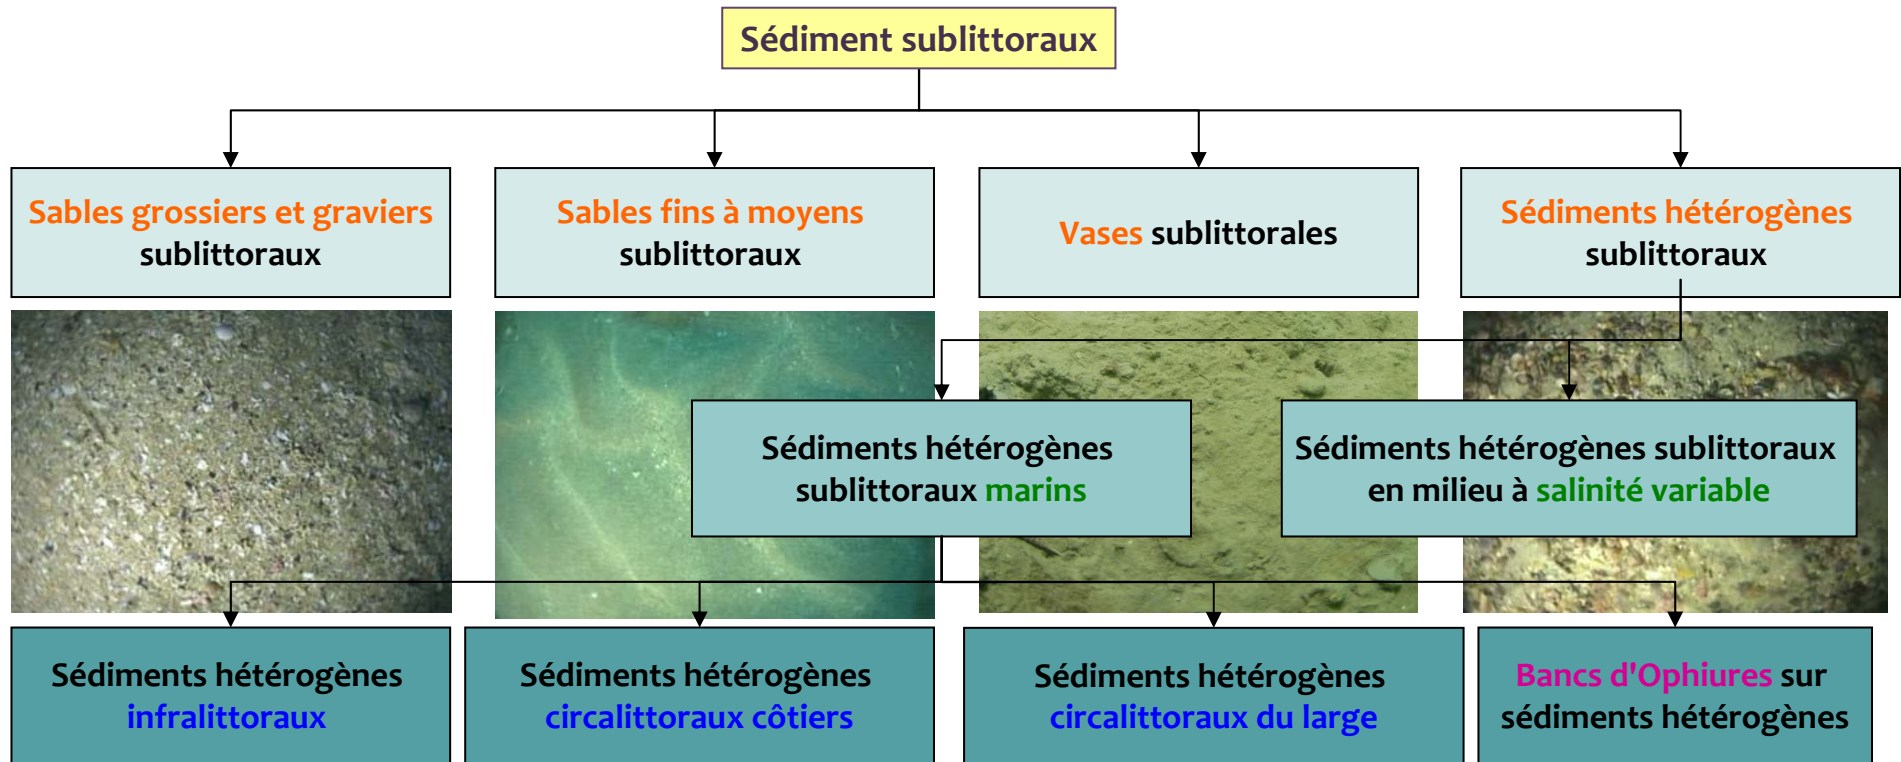 Sédiment sublittoraux
Sables grossiers et graviers
sublittoraux
Sables fins à moyens
sublittoraux
Vases sublittorales
Sédiments hétérogènes
sublittoraux
Sédiments hétérogènes
sublittoraux marins
Sédiments hétérogènes sublittoraux
en milieu à salinité variable
Sédiments hétérogènes
infralittoraux
Sédiments hétérogènes
circalittoraux côtiers
Sédiments hétérogènes
circalittoraux du large
Bancs d'Ophiures sur
sédiments hétérogènes